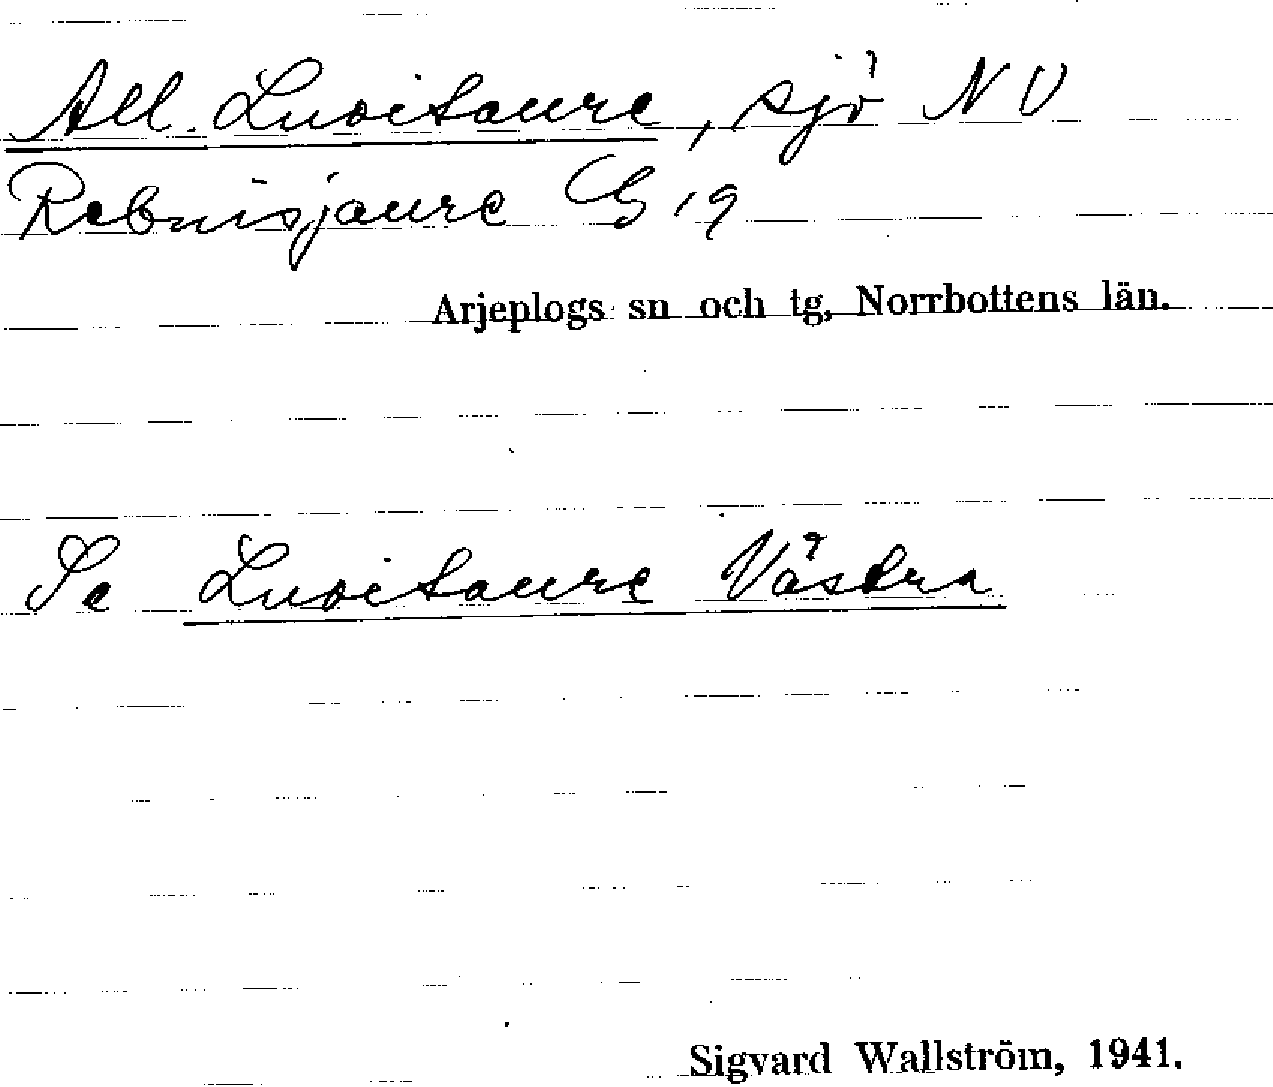 All. Luoitaure, sjö NV
Rebnisjaure G 19
Arjeplogs sn och tg, Norrbottens län.
Se Luoitaure Västra
Sigvard Wallström, 1941.